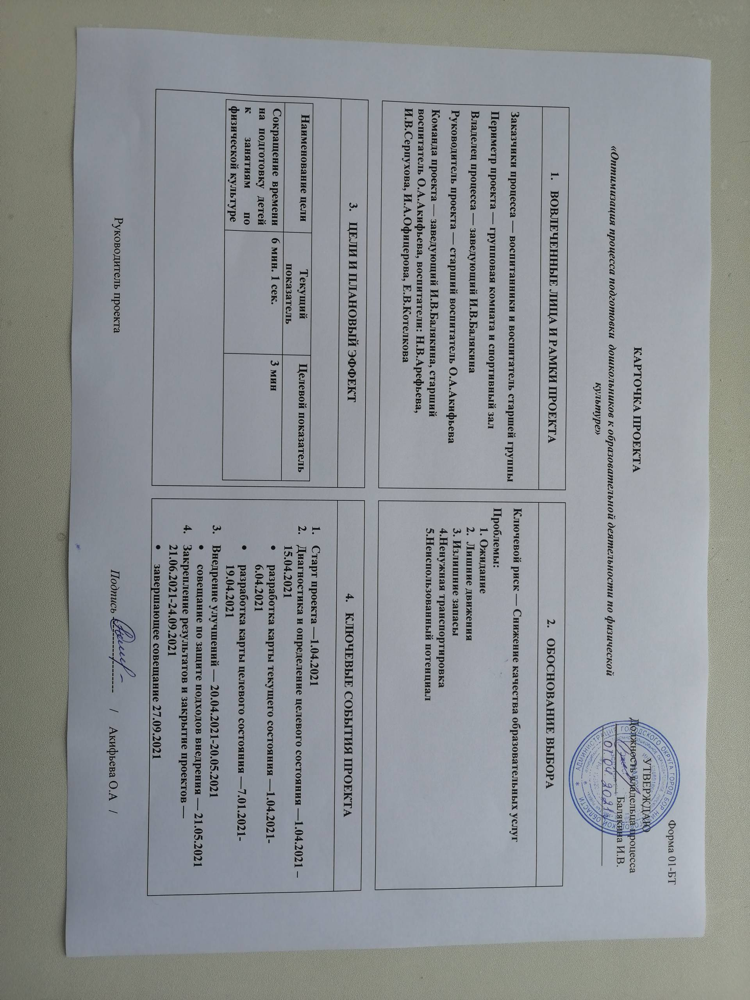 Форма 01-БТ
УТВЕРЖДАЮ
Должность владельца процесса
Балякина И.В.
01.04.2021г
АДМИНИСТРАЦИЯ ГОРОДСКОГО ОКРУГА ГОРОД БОР ОБЛАСТИ
КАРТОЧКА ПРОЕКТА
«Оптимизация процесса подготовки дошкольников к образовательной деятельности по физической
культуре»
1. ВОВЛЕЧЕННЫЕ ЛИЦА И РАМКИ ПРОЕКТА
Заказчики процесса — воспитанники и воспитатель старшей группы
Периметр проекта — групповая комната и спортивный зал
Владелец процесса — заведующий И.В.Балякина
Руководитель проекта — старший воспитатель О.А.Акифьева
Команда проекта — заведующий И.В.Балякина, старший
воспитатель О.А.Акифьева, воспитатели: Н.В.Арефьева,
И.В.Серпухова, И.А.Офицерова, Е.В.Котелкова
2. ОБОСНОВАНИЕ ВЫБОРА
Ключевой риск — Снижение качества образовательных услуг
Проблемы:
1. Ожидание
2. Лишние движения
3. Излишние запасы
4.Ненужная транспортировка
5.Неиспользованный потенциал
3. ЦЕЛИ И ПЛАНОВЫЙ ЭФФЕКТ
Наименование цели
Текущий
показатель
Целевой показатель
Сокращение времени
на подготовку детей
к занятиям по
физической культуре
6 мин. 1 сек.
3 мин
4. КЛЮЧЕВЫЕ СОБЫТИЯ ПРОЕКТА
1. Старт проекта —1.04.2021
2. Диагностика и определение целевого состояния —1.04.2021 –
15.04.2021
• разработка карты текущего состояния —1.04.2021-
6.04.2021
• разработка карты целевого состояния —7.01.2021-
19.04.2021
3. Внедрение улучшений — 20.04.2021-20.05.2021
• совещание по защите подходов внедрения — 21.05.2021
4. Закрепление результатов и закрытие проектов —
21.06.2021-24.09.2021
• завершающее совещание 27.09.2021
Руководитель проекта
Подпись ------------- / Акифьева О.А /